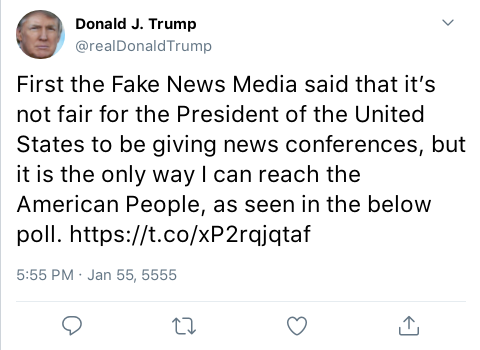 Donald J. Trump
@realDonaldTrump
First the Fake News Media said that it’s
not fair for the President of the United
States to be giving news conferences, but
it is the only way I can reach the
American People, as seen in the below
poll. https://t.co/xP2rqjqtaf
5:55 PM · Jan 55, 5555